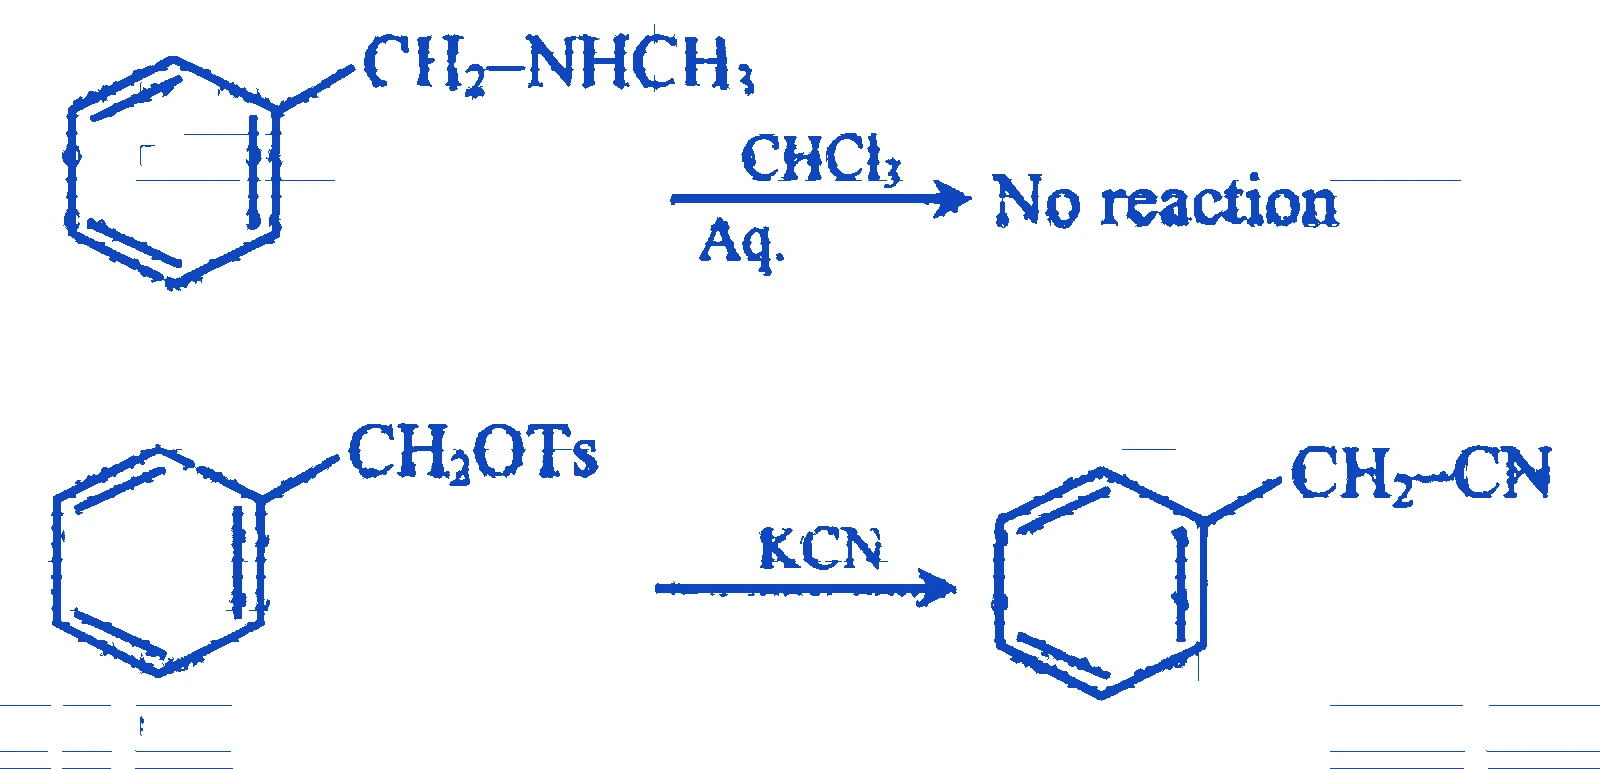 CH₂–NHCH₃
CHCl₃
Aq.
No reaction
CH₂OTs
KCN
CH₂–CN